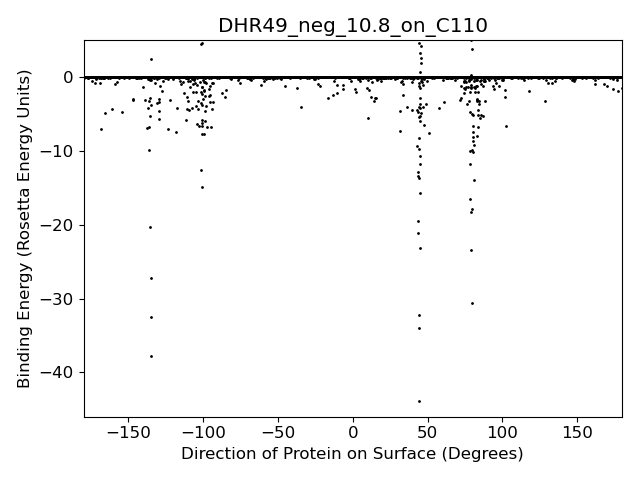 DHR49_neg_10.8_on_C110
Binding Energy (Rosetta Energy Units)
0
−10
−20
−30
−40
−150 −100 −50 0 50 100 150
Direction of Protein on Surface (Degrees)